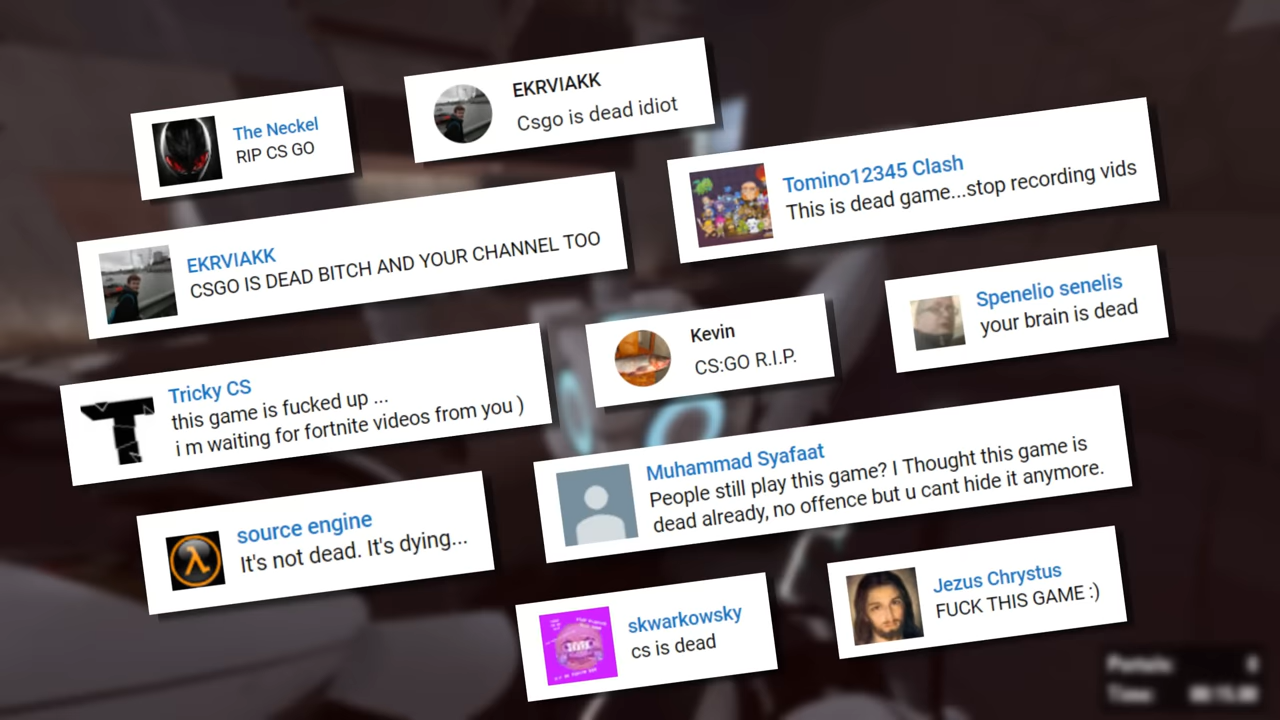 The Neckel
RIP CS GO
EKRVIAKK
Csgo is dead idiot
Tomino12345 Clash
This is dead game...stop recording vids
EKRVIAKK
CSGO IS DEAD BITCH AND YOUR CHANNEL TOO
Spenelio senelis
your brain is dead
Kevin
CS:GO R.I.P.
Tricky CS
this game is fucked up ...
i m waiting for fortnite videos from you )
Muhammad Syafaat
People still play this game? I Thought this game is
dead already, no offence but u cant hide it anymore.
source engine
It's not dead. It's dying...
Jezus Chrystus
FUCK THIS GAME :)
skwarkowsky
cs is dead
Portals:
Time: